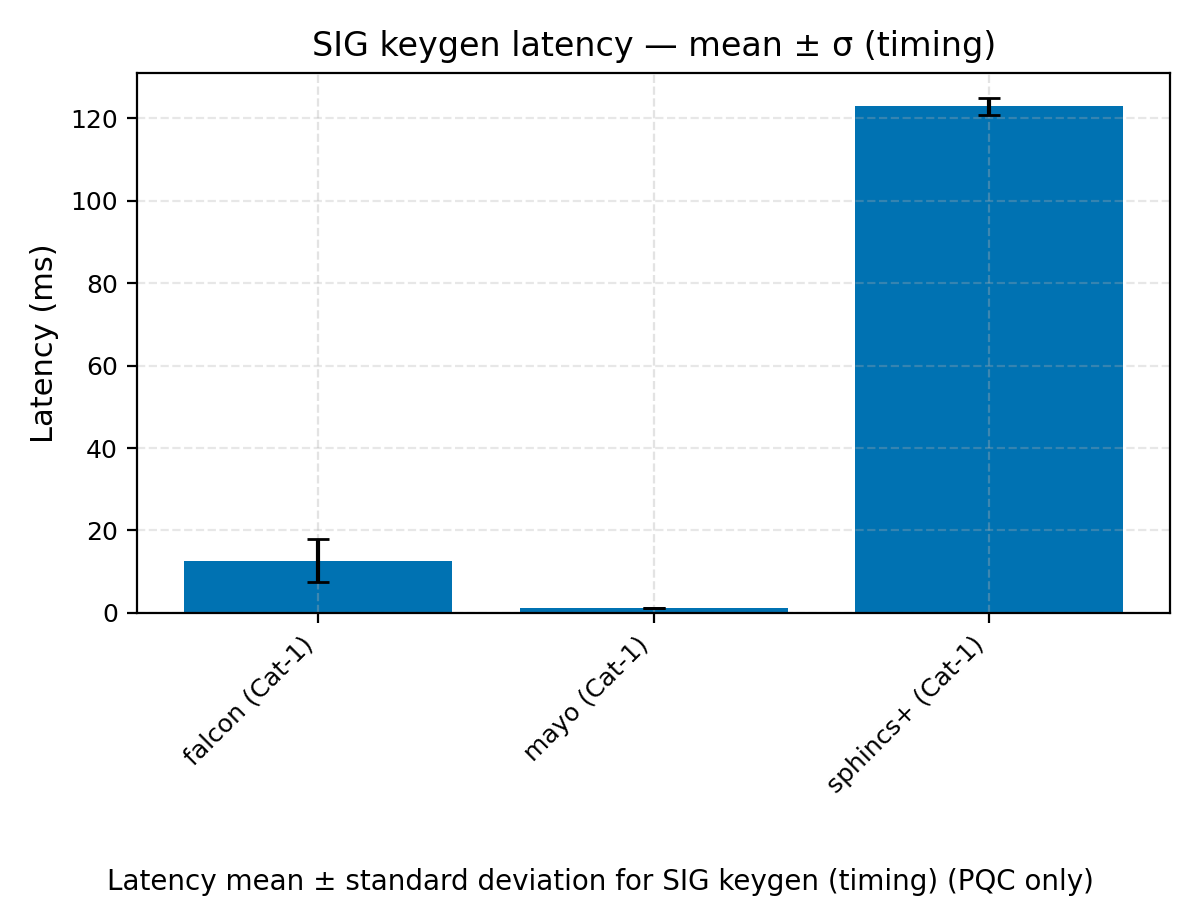 SIG keygen latency — mean ± σ (timing)
Latency (ms)
120
100
80
60
40
20
0
falcon (Cat-1)
mayo (Cat-1)
sphincs+ (Cat-1)
Latency mean ± standard deviation for SIG keygen (timing) (PQC only)